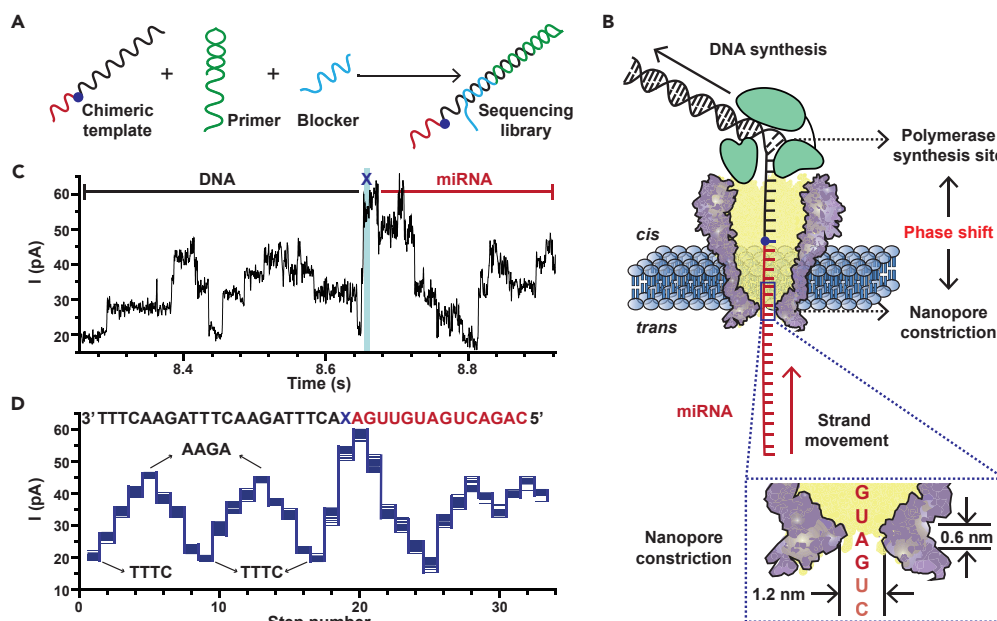 A
+
+
Chimeric
template
Primer
Blocker
Sequencing
library
B
DNA synthesis
Polymerase
synthesis site
Phase shift
cis
trans
Nanopore
constriction
miRNA
Strand
movement
Nanopore
constriction
G
U
A
G
U
C
0.6 nm
1.2 nm
C
DNA
X
miRNA
60
50
40
30
20
I (pA)
8.4
8.6
8.8
Time (s)
D
3' TTTCAAGATTTCAAGATTTCAXAGUUGUAGUCAGAC 5'
AAGA
TTTC
TTTC
60
50
40
30
20
10
I (pA)
0
10
20
30
Step number